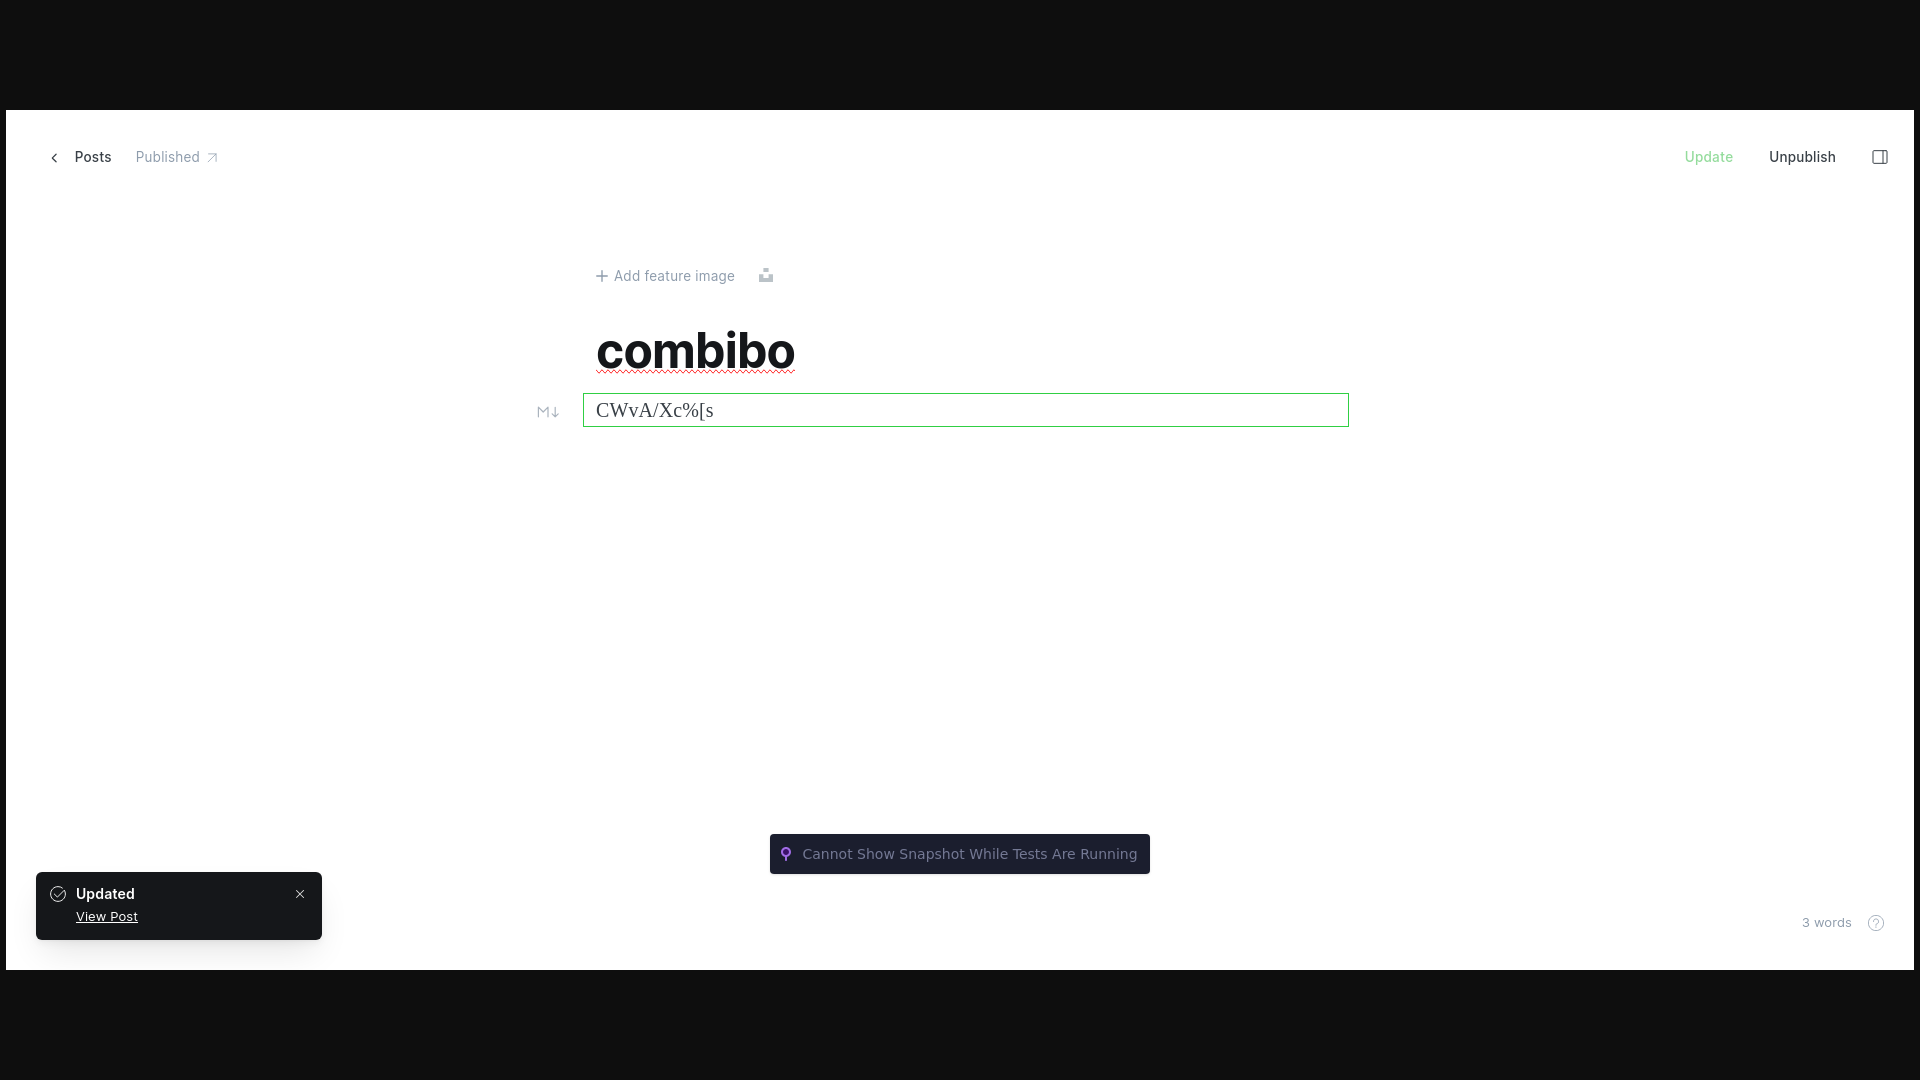 Posts Published Update Unpublish
Add feature image
combibo
M CWvA/Xc%[s
Cannot Show Snapshot While Tests Are Running
Updated
View Post
3 words ?